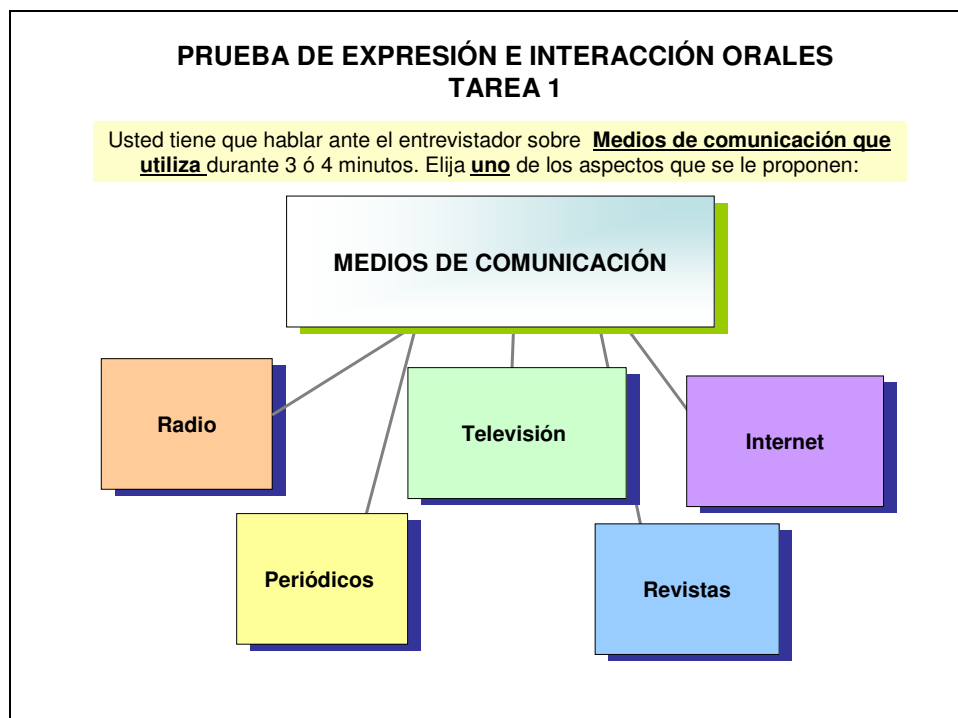 PRUEBA DE EXPRESIÓN E INTERACCIÓN ORALES
TAREA 1
Usted tiene que hablar ante el entrevistador sobre Medios de comunicación que
utiliza durante 3 ó 4 minutos. Elija uno de los aspectos que se le proponen:
MEDIOS DE COMUNICACIÓN
Radio
Televisión
Internet
Periódicos
Revistas